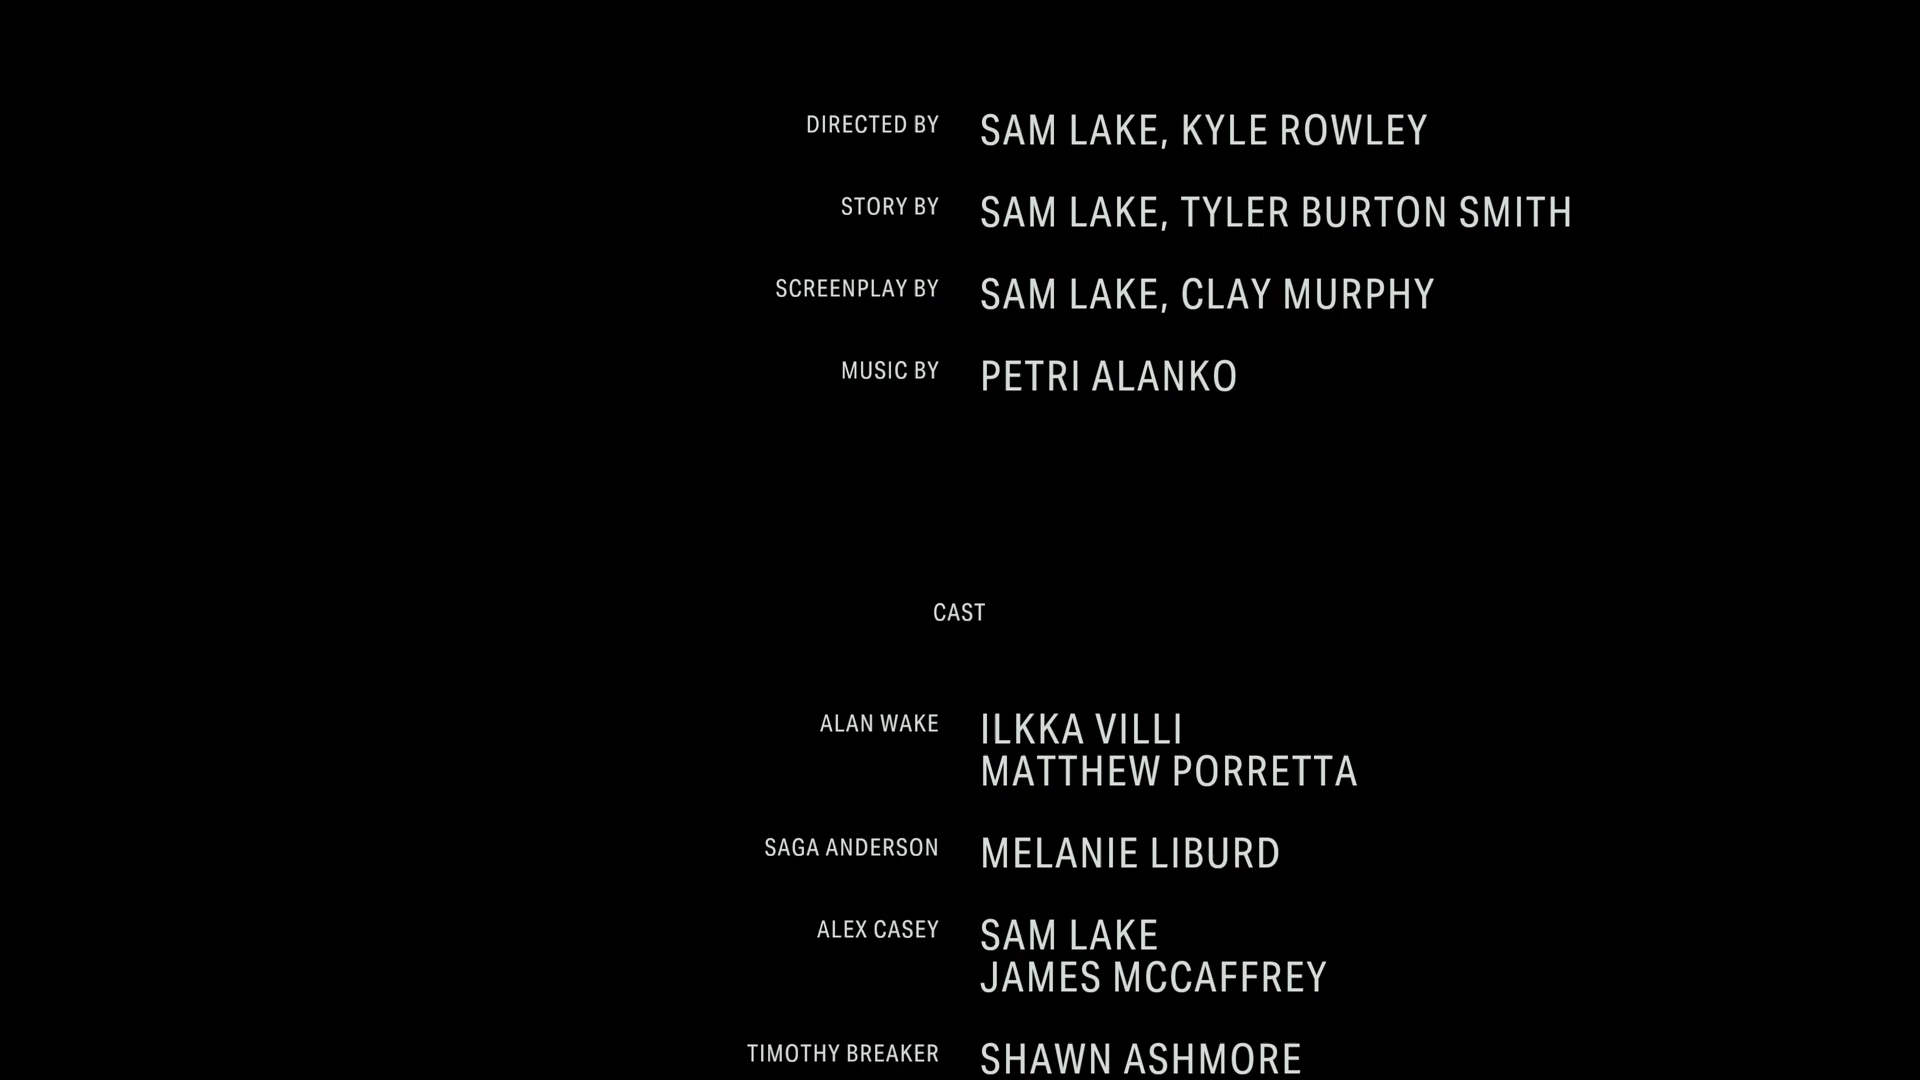 DIRECTED BY SAM LAKE, KYLE ROWLEY
STORY BY SAM LAKE, TYLER BURTON SMITH
SCREENPLAY BY SAM LAKE, CLAY MURPHY
MUSIC BY PETRI ALANKO
CAST
ALAN WAKE ILKKA VILLI
MATTHEW PORRETTA
SAGA ANDERSON MELANIE LIBURD
ALEX CASEY SAM LAKE
JAMES MCCAFFREY
TIMOTHY BREAKER SHAWN ASHMORE